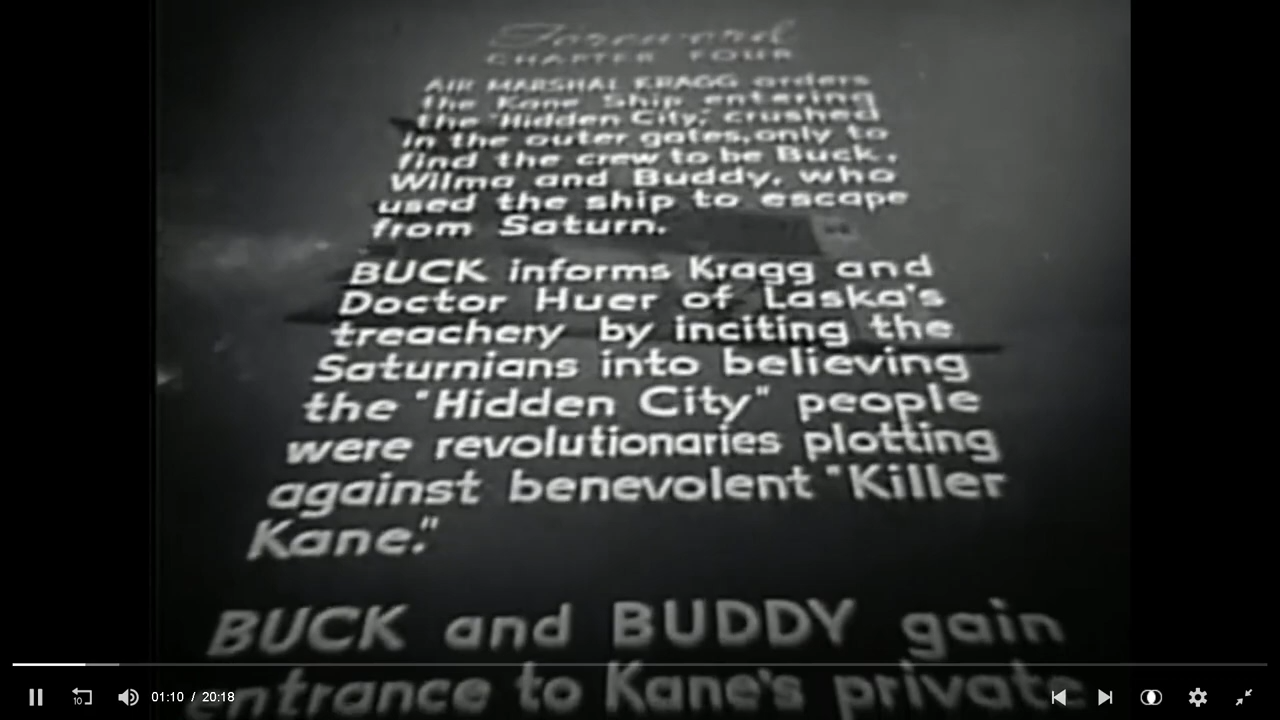 Foreword
CHAPTER FOUR
AIR MARSHAL KRAGG orders
the Kane Ship entering
the "Hidden City," crushed
in the outer gates, only to
find the crew to be Buck,
Wilma and Buddy, who
used the ship to escape
from Saturn.
BUCK informs Kragg and
Doctor Huer of Laska's
treachery by inciting the
Saturnians into believing
the "Hidden City" people
were revolutionaries plotting
against benevolent "Killer
Kane."
BUCK and BUDDY gain
entrance to Kane's private
10 01:10 / 20:18